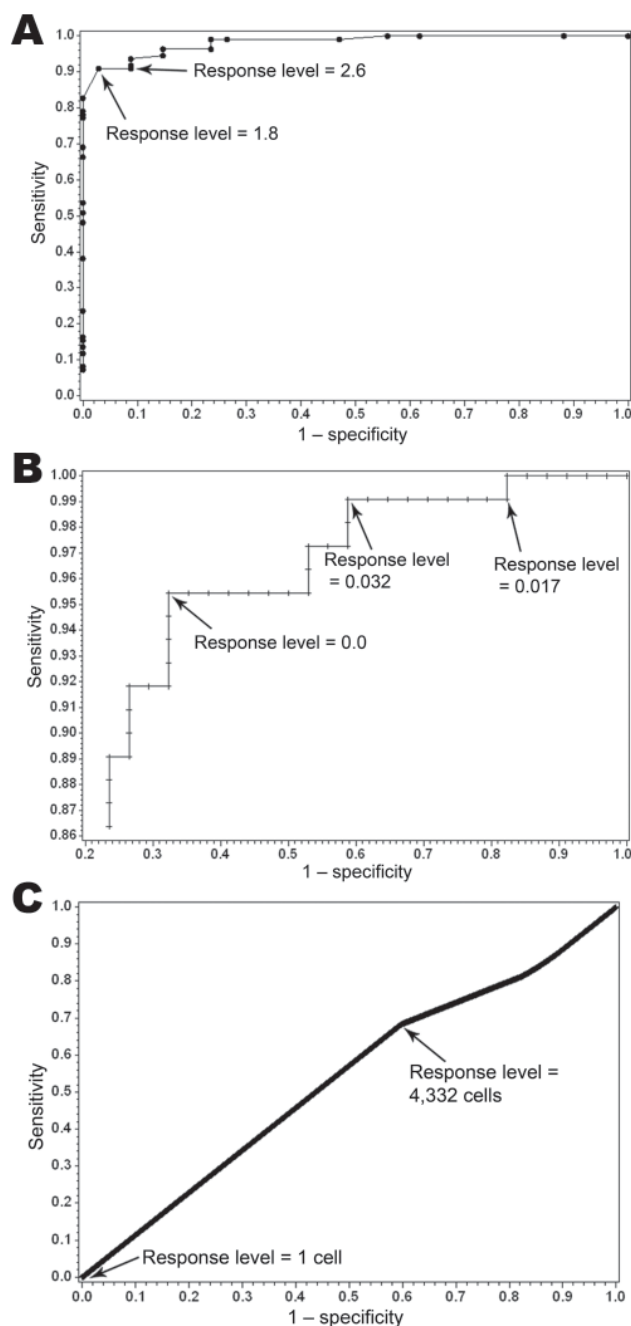 A
1.0
0.9
0.8
0.7
0.6
0.5
0.4
0.3
0.2
0.1
0.0
Sensitivity
Response level = 2.6
Response level = 1.8
0.0 0.1 0.2 0.3 0.4 0.5 0.6 0.7 0.8 0.9 1.0
1 – specificity
B
1.00
0.99
0.98
0.97
0.96
0.95
0.94
0.93
0.92
0.91
0.90
0.89
0.88
0.87
0.86
Sensitivity
Response level
= 0.032
Response level
= 0.017
Response level = 0.0
0.2 0.3 0.4 0.5 0.6 0.7 0.8 0.9 1.0
1 – specificity
C
1.0
0.9
0.8
0.7
0.6
0.5
0.4
0.3
0.2
0.1
0.0
Sensitivity
Response level =
4,332 cells
Response level = 1 cell
0.0 0.1 0.2 0.3 0.4 0.5 0.6 0.7 0.8 0.9 1.0
1 – specificity